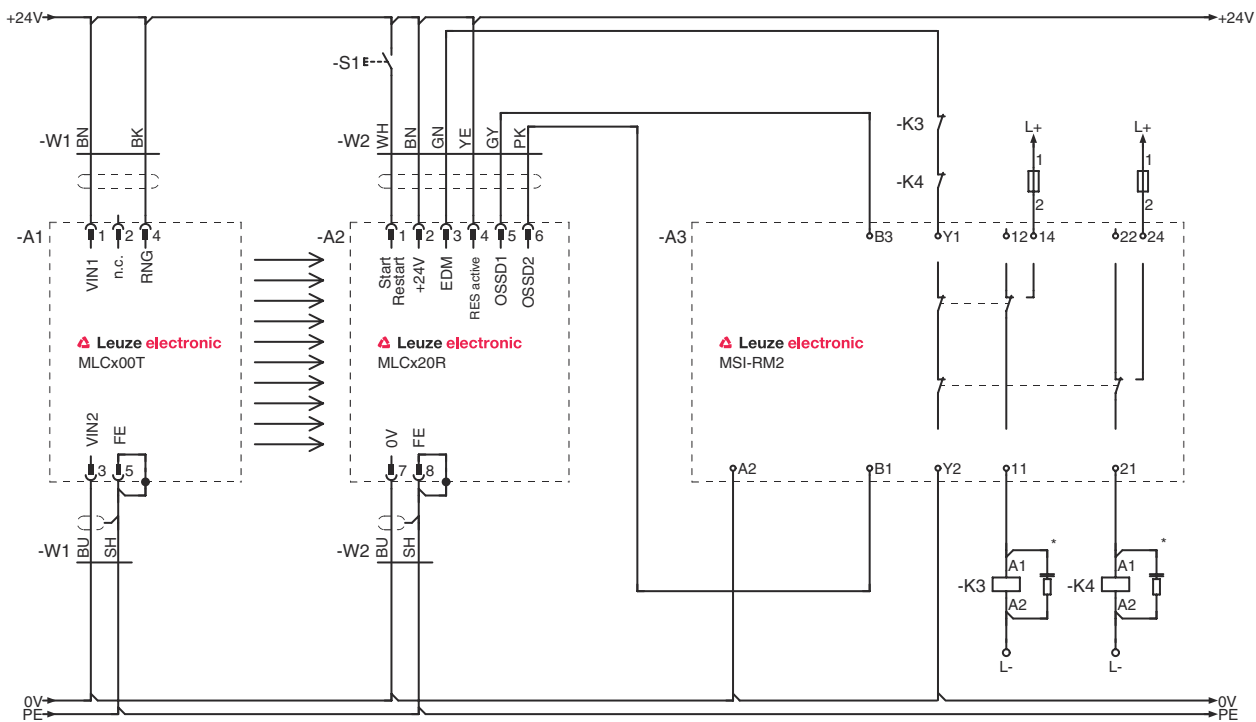 +24V +24V
-S1
-W1 BN BK
-W2 WH BN GN YE GY PK
-K3
-K4
L+ L+
1 1
2 2
-A1 1 2 4
-A2 1 2 3 4 5 6
-A3 B3 Y1 12 14 22 24
VIN1 n.c. RNG
Start Restart +24V EDM RES active OSSD1 OSSD2
Leuze electronic
MLCx00T
Leuze electronic
MLCx20R
Leuze electronic
MSI-RM2
VIN2 FE
0V FE
3 5
7 8
A2 B1 Y2 11 21
-W1 BU SH
-W2 BU SH
* *
-K3 A1 A2
-K4 A1 A2
L- L-
0V 0V
PE PE